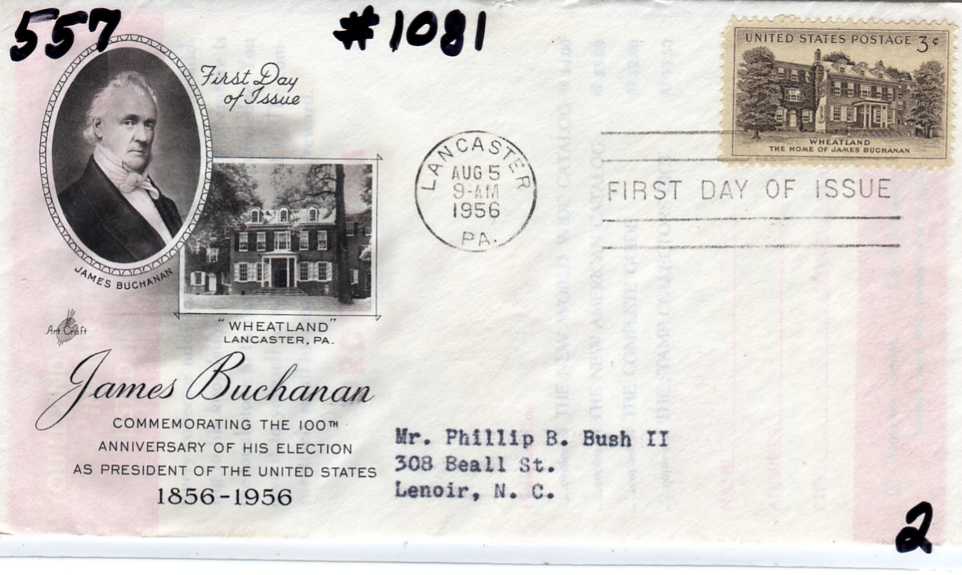 557
#1081
First Day
of Issue
UNITED STATES POSTAGE 3¢
WHEATLAND
THE HOME OF JAMES BUCHANAN
LANCASTER
AUG 5
9-AM
1956
PA.
FIRST DAY OF ISSUE
JAMES BUCHANAN
"WHEATLAND"
LANCASTER, PA.
Art Craft
James Buchanan
COMMEMORATING THE 100TH
ANNIVERSARY OF HIS ELECTION
AS PRESIDENT OF THE UNITED STATES
1856-1956
Mr. Phillip B. Bush II
308 Beall St.
Lenoir, N. C.
2